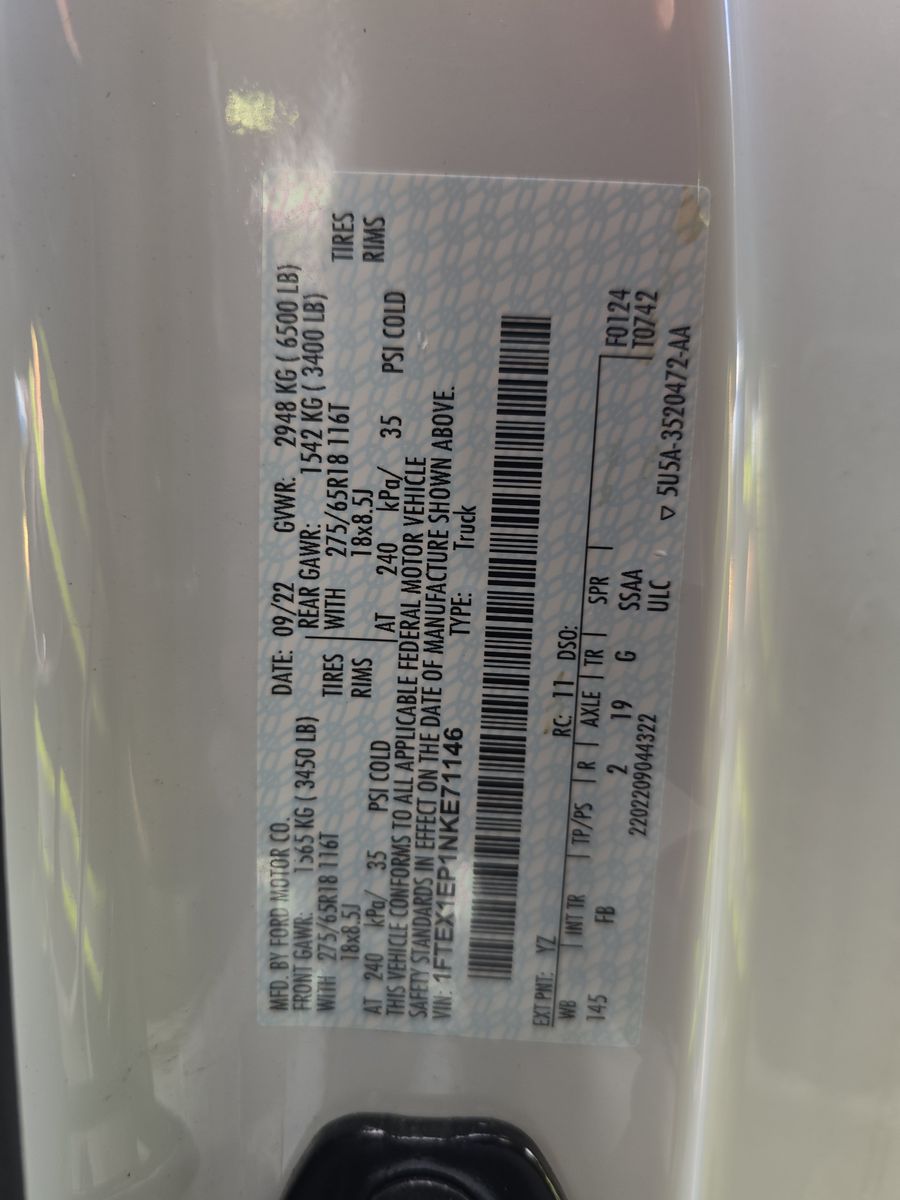 MFD. BY FORD MOTOR CO. DATE: 09/22 GVWR: 2948 KG ( 6500 LB)
FRONT GAWR: 1565 KG ( 3450 LB) REAR GAWR: 1542 KG ( 3400 LB)
WITH 275/65R18 116T TIRES WITH 275/65R18 116T TIRES
18x8.5J RIMS 18x8.5J RIMS
AT 240 kPa/ 35 PSI COLD AT 240 kPa/ 35 PSI COLD
THIS VEHICLE CONFORMS TO ALL APPLICABLE FEDERAL MOTOR VEHICLE
SAFETY STANDARDS IN EFFECT ON THE DATE OF MANUFACTURE SHOWN ABOVE.
VIN: 1FTEX1EP1NKE71146 TYPE: Truck
EXT PNT: YZ RC: 11 DSO:
WB INT TR TP/PS R AXLE TR SPR F0124
145 FB 2 19 G SSAA T0742
2202209044322 ULC
▽ 5U5A-3520472-AA